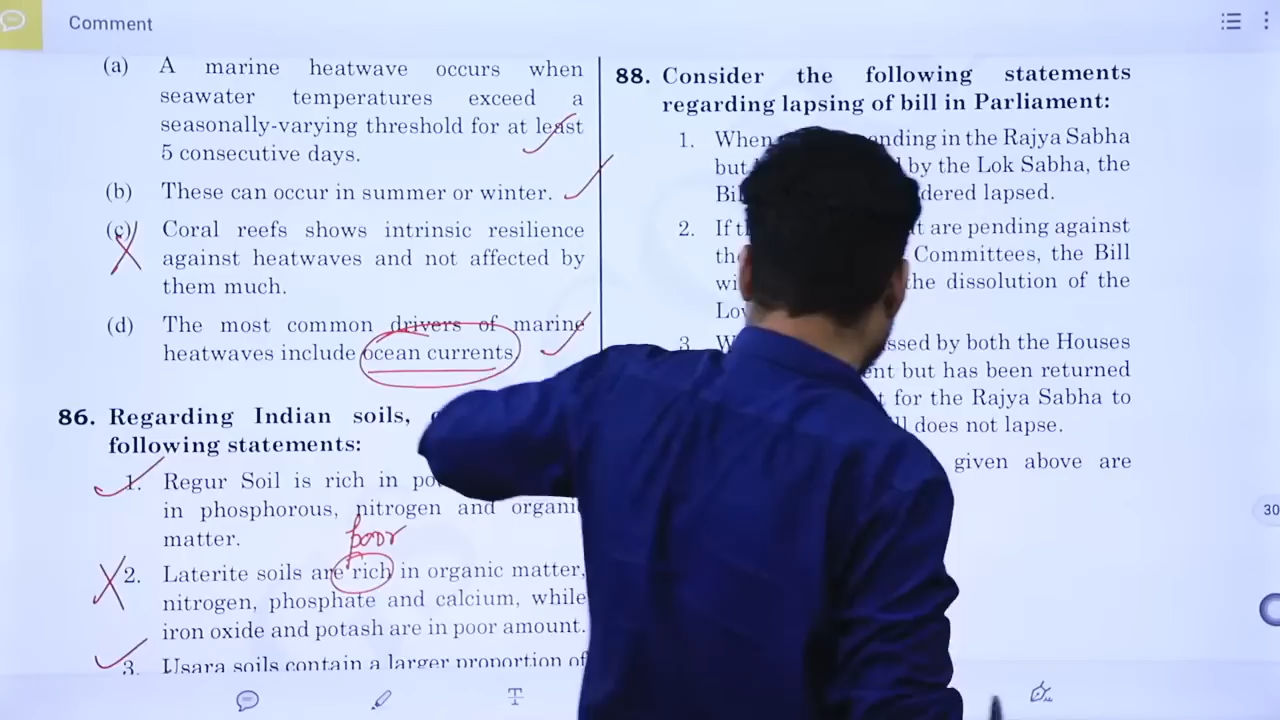 Comment
(a) A marine heatwave occurs when
seawater temperatures exceed a
seasonally-varying threshold for at least
5 consecutive days.
(b) These can occur in summer or winter.
(c) Coral reefs shows intrinsic resilience
against heatwaves and not affected by
them much.
(d) The most common drivers of marine
heatwaves include ocean currents
86. Regarding Indian soils,
following statements:
1. Regur Soil is rich in
in phosphorous, nitrogen and
matter.
poor
2. Laterite soils are rich in organic matter,
nitrogen, phosphate and calcium, while
iron oxide and potash are in poor amount.
3. Usara soils contain a larger proportion of
88. Consider the following statements
regarding lapsing of bill in Parliament:
1. When in the Rajya Sabha
by the Lok Sabha, the
lapsed.
2. If are pending against
Committees, the Bill
the dissolution of the
3. by both the Houses
but has been returned
for the Rajya Sabha to
does not lapse.
given above are
30
T